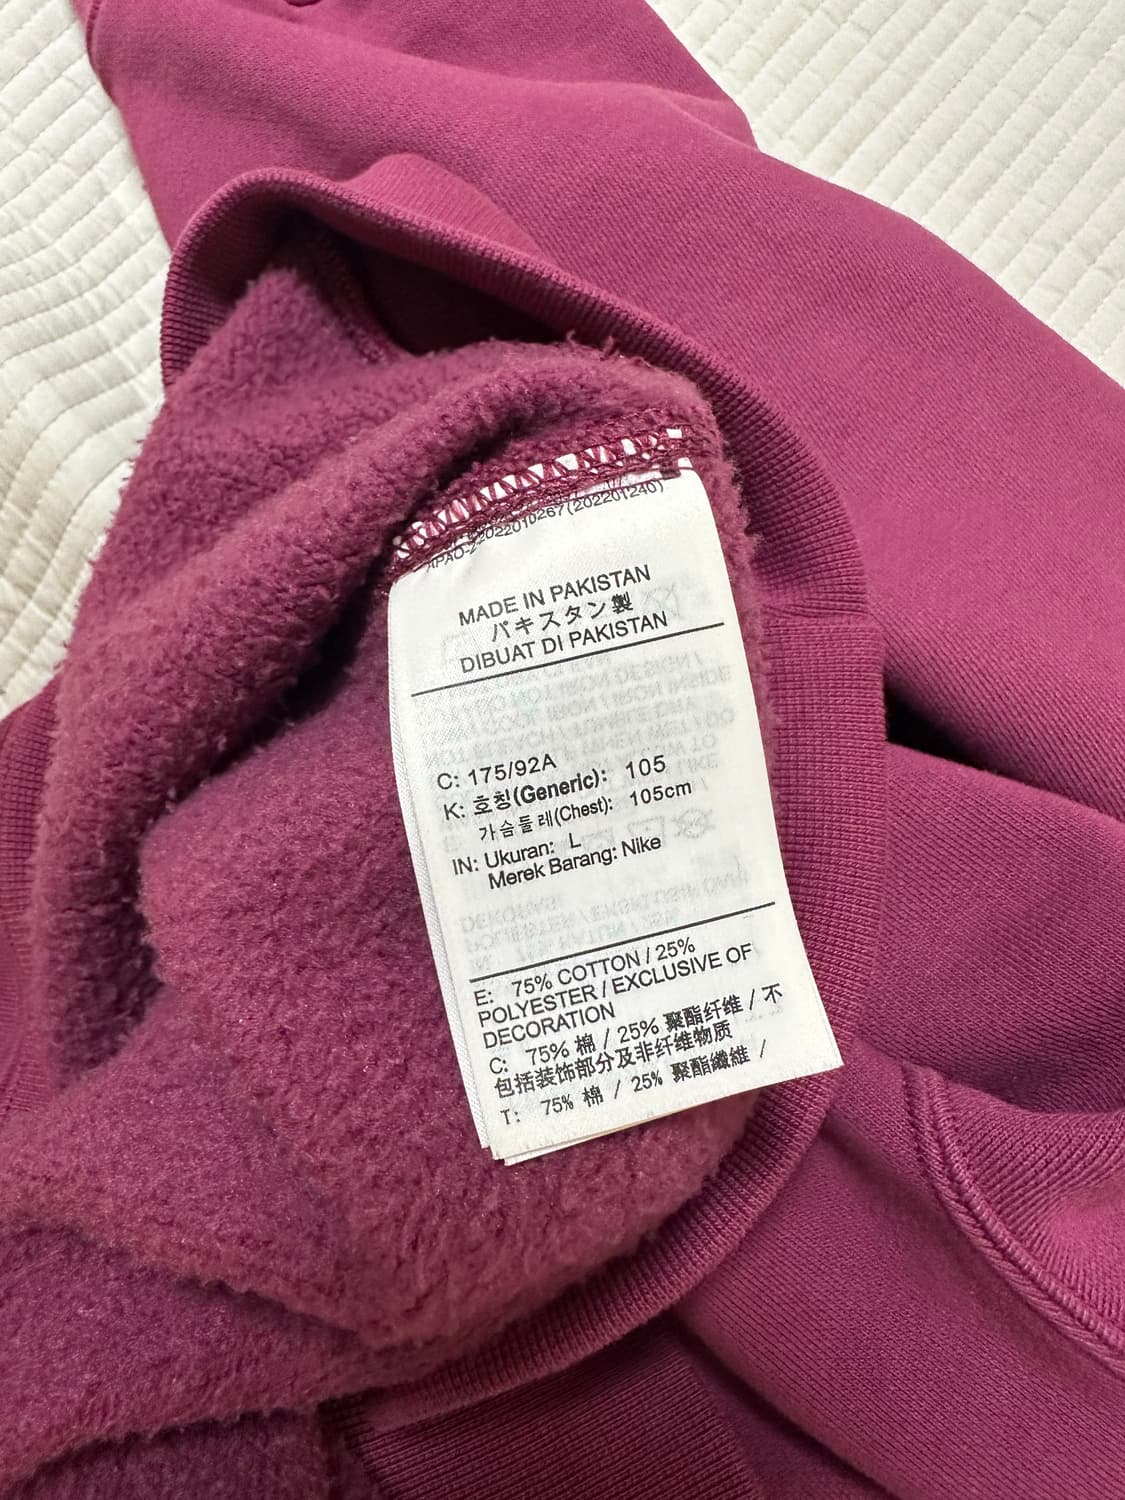 2022010267(202201240)
MADE IN PAKISTAN
パキスタン製
DIBUAT DI PAKISTAN
C: 175/92A
K: 호칭(Generic): 105
가슴둘레(Chest): 105cm
IN: Ukuran: L
Merek Barang: Nike
E: 75% COTTON / 25%
POLYESTER / EXCLUSIVE OF
DECORATION
C: 75% 棉 / 25% 聚酯纤维 / 不
包括装饰部分及非纤维物质
T: 75% 棉 / 25% 聚酯纖維 /